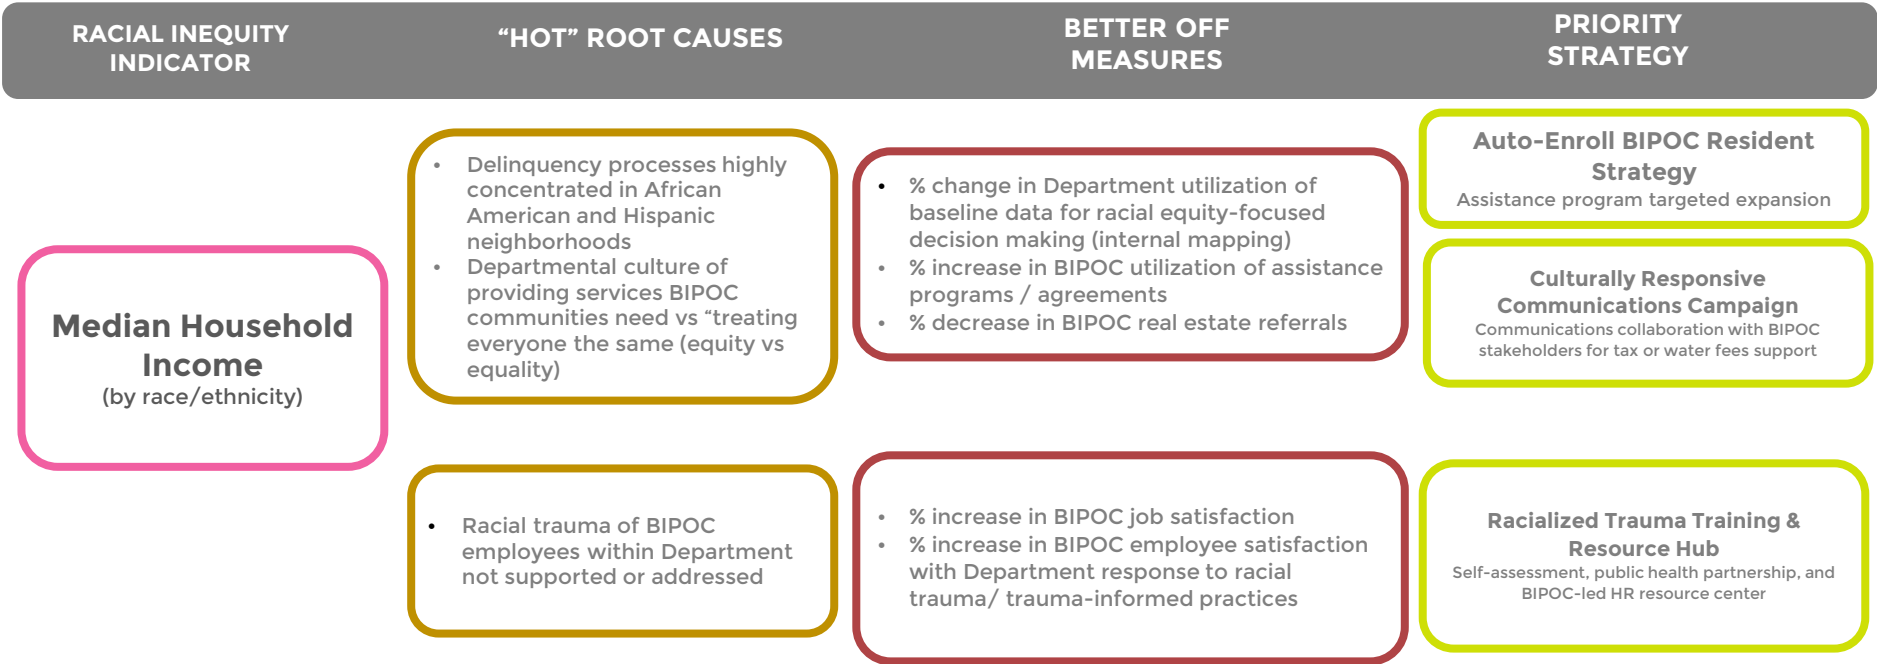 RACIAL INEQUITY
INDICATOR
“HOT” ROOT CAUSES
BETTER OFF
MEASURES
PRIORITY
STRATEGY
Median Household
Income
(by race/ethnicity)
• Delinquency processes highly
concentrated in African
American and Hispanic
neighborhoods
• Departmental culture of
providing services BIPOC
communities need vs “treating
everyone the same (equity vs
equality)
• % change in Department utilization of
baseline data for racial equity-focused
decision making (internal mapping)
• % increase in BIPOC utilization of assistance
programs / agreements
• % decrease in BIPOC real estate referrals
Auto-Enroll BIPOC Resident
Strategy
Assistance program targeted expansion
Culturally Responsive
Communications Campaign
Communications collaboration with BIPOC
stakeholders for tax or water fees support
• Racial trauma of BIPOC
employees within Department
not supported or addressed
• % increase in BIPOC job satisfaction
• % increase in BIPOC employee satisfaction
with Department response to racial
trauma/ trauma-informed practices
Racialized Trauma Training &
Resource Hub
Self-assessment, public health partnership, and
BIPOC-led HR resource center